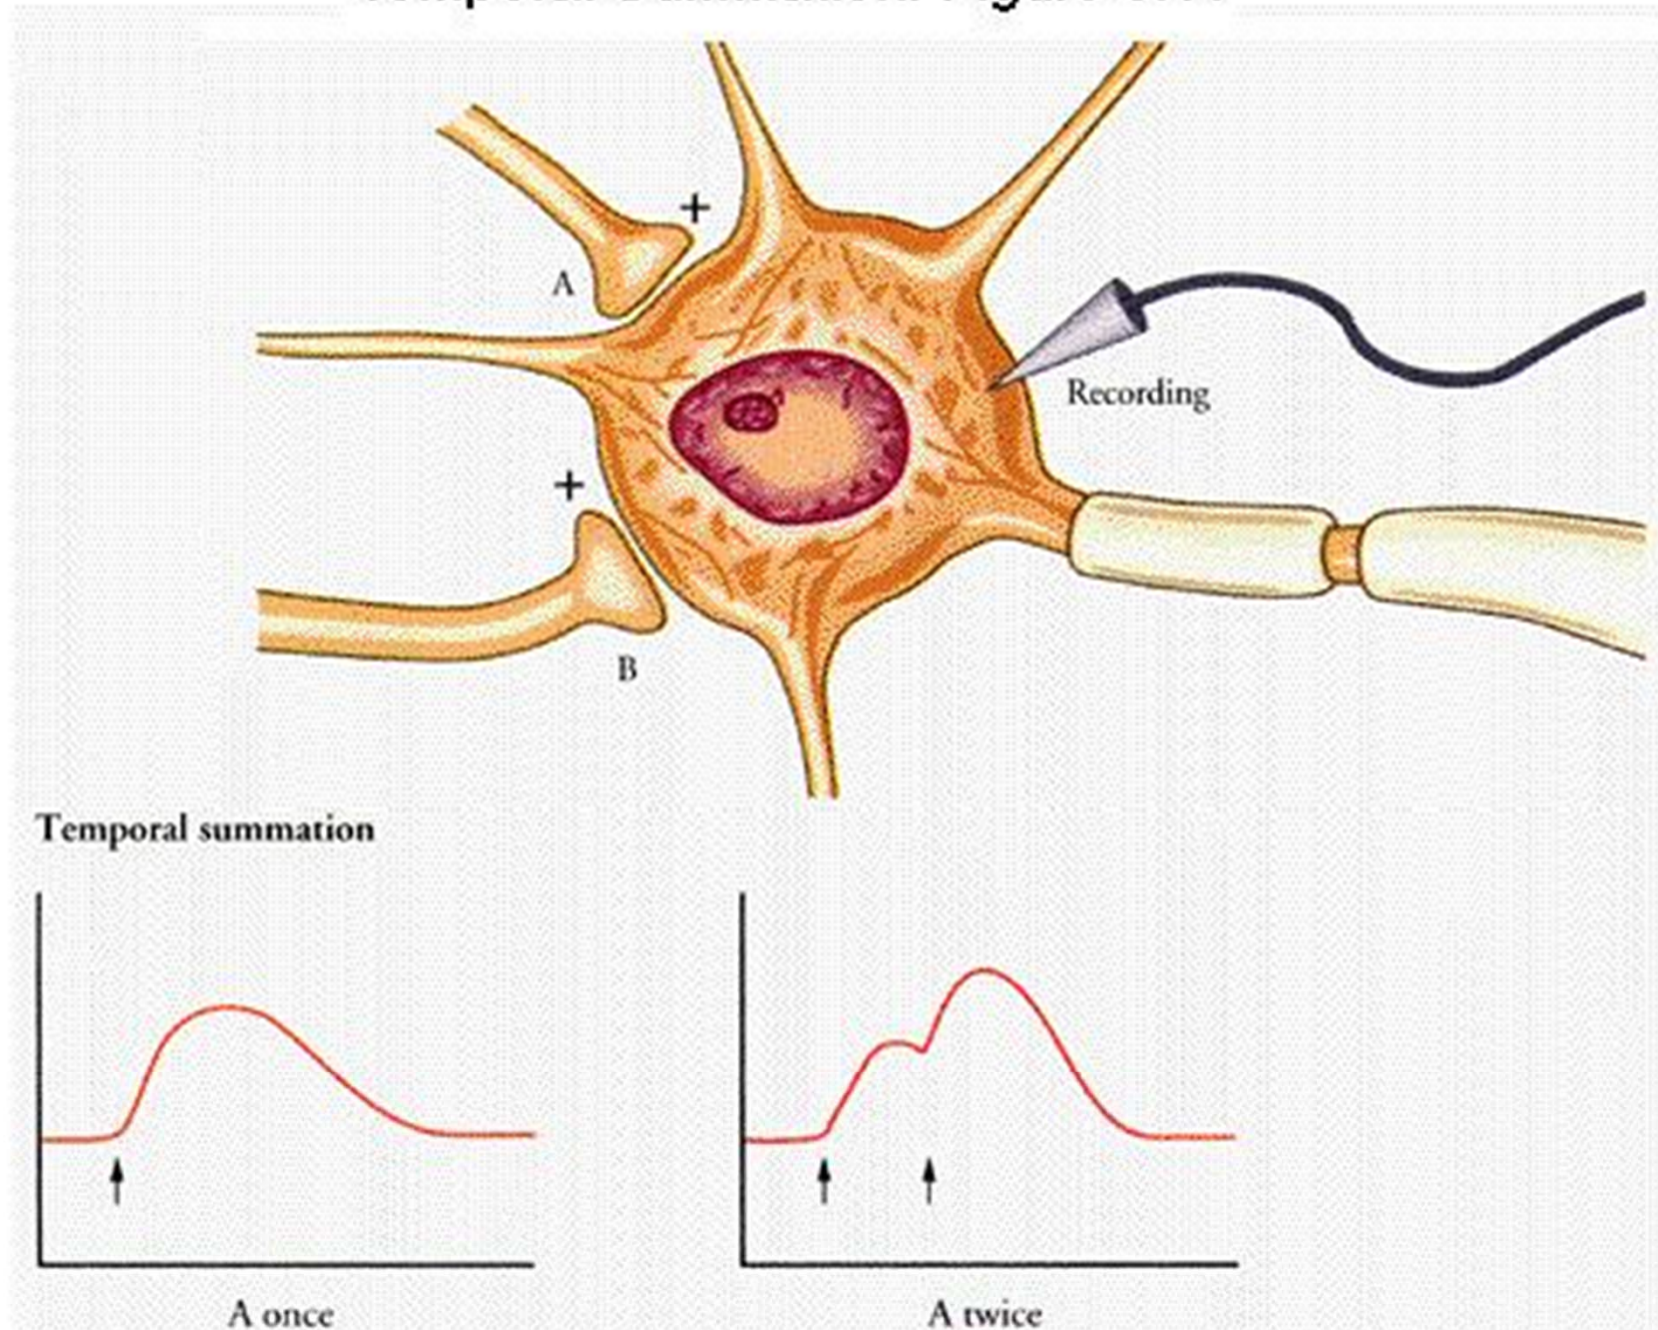 +
A
Recording
+
B
Temporal summation
A once
A twice